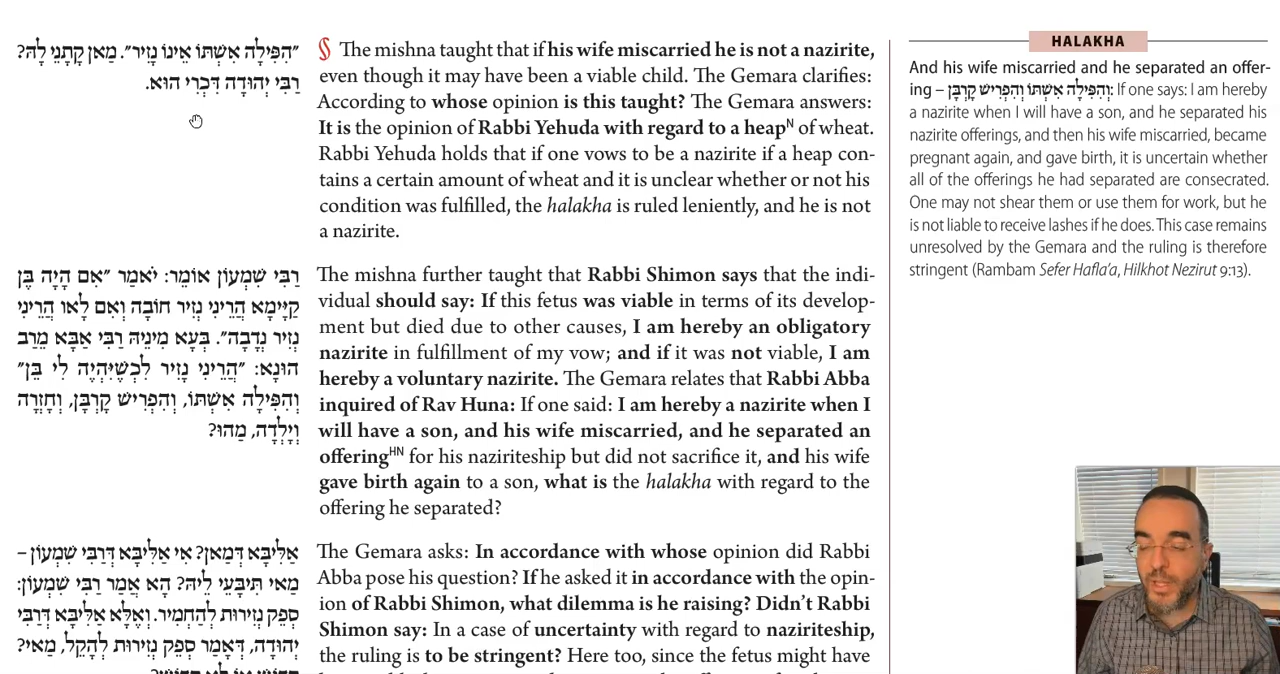 ״הִפִּילָה אִשְׁתּוֹ אֵינוֹ נָזִיר״. מַאן קָתָנֵי לָהּ?
רַבִּי יְהוּדָה דִּכְרִי הוּא.
רַבִּי שִׁמְעוֹן אוֹמֵר: יֹאמַר ״אִם הָיָה בֶּן
קַיָּימָא הֲרֵינִי נְזִיר חוֹבָה וְאִם לָאו הֲרֵינִי
נְזִיר נְדָבָה״. בְּעָא מִינֵּיהּ רַבִּי אַבָּא מֵרַב
הוּנָא: ״הֲרֵינִי נָזִיר לִכְשֶׁיִּהְיֶה לִי בֵּן״
וְהִפִּילָה אִשְׁתּוֹ, וְהִפְרִישׁ קׇרְבָּן, וְחָזְרָה
וְיָלְדָה, מַהוּ?
אַלִּיבָּא דְּמַאן? אִי אַלִּיבָּא דְּרַבִּי שִׁמְעוֹן –
מַאי תִּיבְּעֵי לֵיהּ? הָא אָמַר רַבִּי שִׁמְעוֹן:
סְפֵק נְזִירוּת לְהַחְמִיר. וְאֶלָּא אַלִּיבָּא דְּרַבִּי
יְהוּדָה, דְּאָמַר סְפֵק נְזִירוּת לְהָקֵל, מַאי?
§ The mishna taught that if his wife miscarried he is not a nazirite,
even though it may have been a viable child. The Gemara clarifies:
According to whose opinion is this taught? The Gemara answers:
It is the opinion of Rabbi Yehuda with regard to a heapN of wheat.
Rabbi Yehuda holds that if one vows to be a nazirite if a heap con-
tains a certain amount of wheat and it is unclear whether or not his
condition was fulfilled, the halakha is ruled leniently, and he is not
a nazirite.
The mishna further taught that Rabbi Shimon says that the indi-
vidual should say: If this fetus was viable in terms of its develop-
ment but died due to other causes, I am hereby an obligatory
nazirite in fulfillment of my vow; and if it was not viable, I am
hereby a voluntary nazirite. The Gemara relates that Rabbi Abba
inquired of Rav Huna: If one said: I am hereby a nazirite when I
will have a son, and his wife miscarried, and he separated an
offeringHN for his naziriteship but did not sacrifice it, and his wife
gave birth again to a son, what is the halakha with regard to the
offering he separated?
The Gemara asks: In accordance with whose opinion did Rabbi
Abba pose his question? If he asked it in accordance with the opin-
ion of Rabbi Shimon, what dilemma is he raising? Didn't Rabbi
Shimon say: In a case of uncertainty with regard to naziriteship,
the ruling is to be stringent? Here too, since the fetus might have
HALAKHA
And his wife miscarried and he separated an offer-
ing – וְהִפִּילָה אִשְׁתּוֹ וְהִפְרִישׁ קׇרְבָּן: If one says: I am hereby
a nazirite when I will have a son, and he separated his
nazirite offerings, and then his wife miscarried, became
pregnant again, and gave birth, it is uncertain whether
all of the offerings he had separated are consecrated.
One may not shear them or use them for work, but he
is not liable to receive lashes if he does. This case remains
unresolved by the Gemara and the ruling is therefore
stringent (Rambam Sefer Hafla'a, Hilkhot Nezirut 9:13).